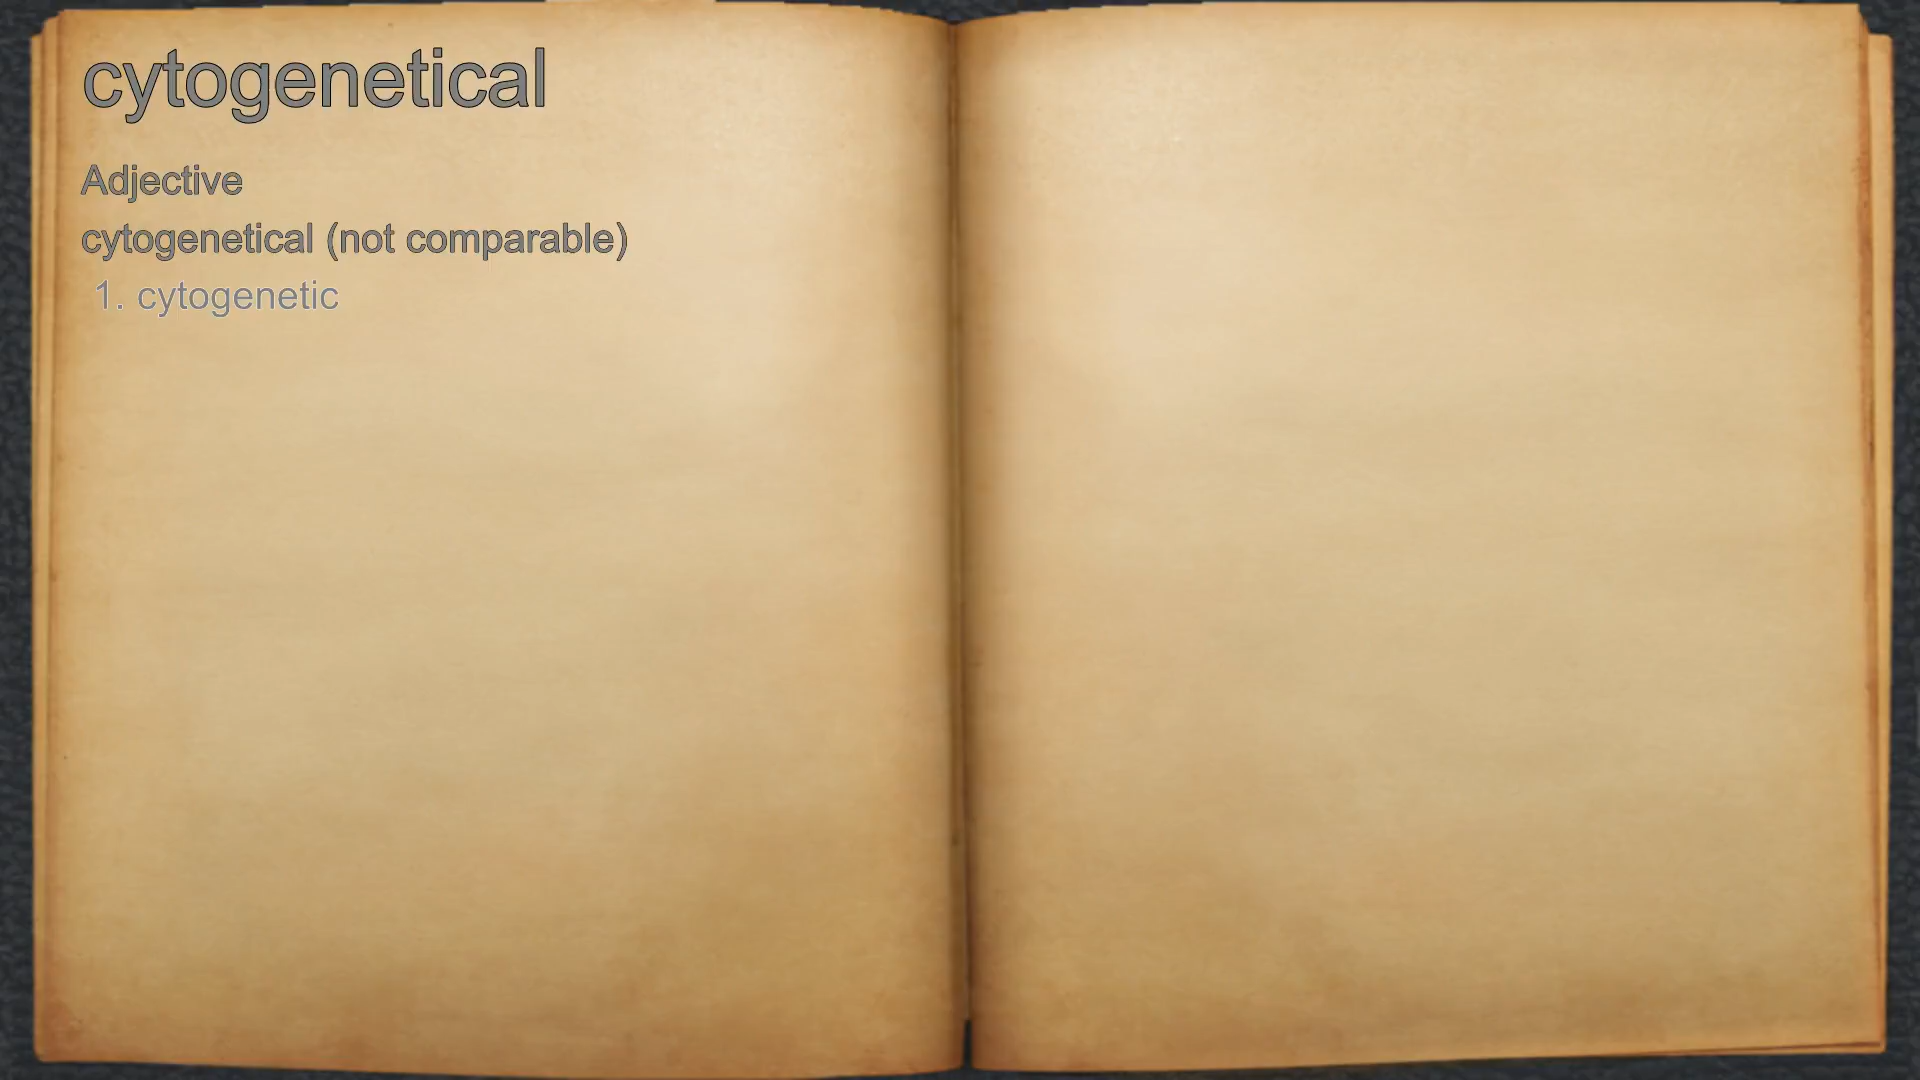 cytogenetical
Adjective
cytogenetical (not comparable)
1. cytogenetic